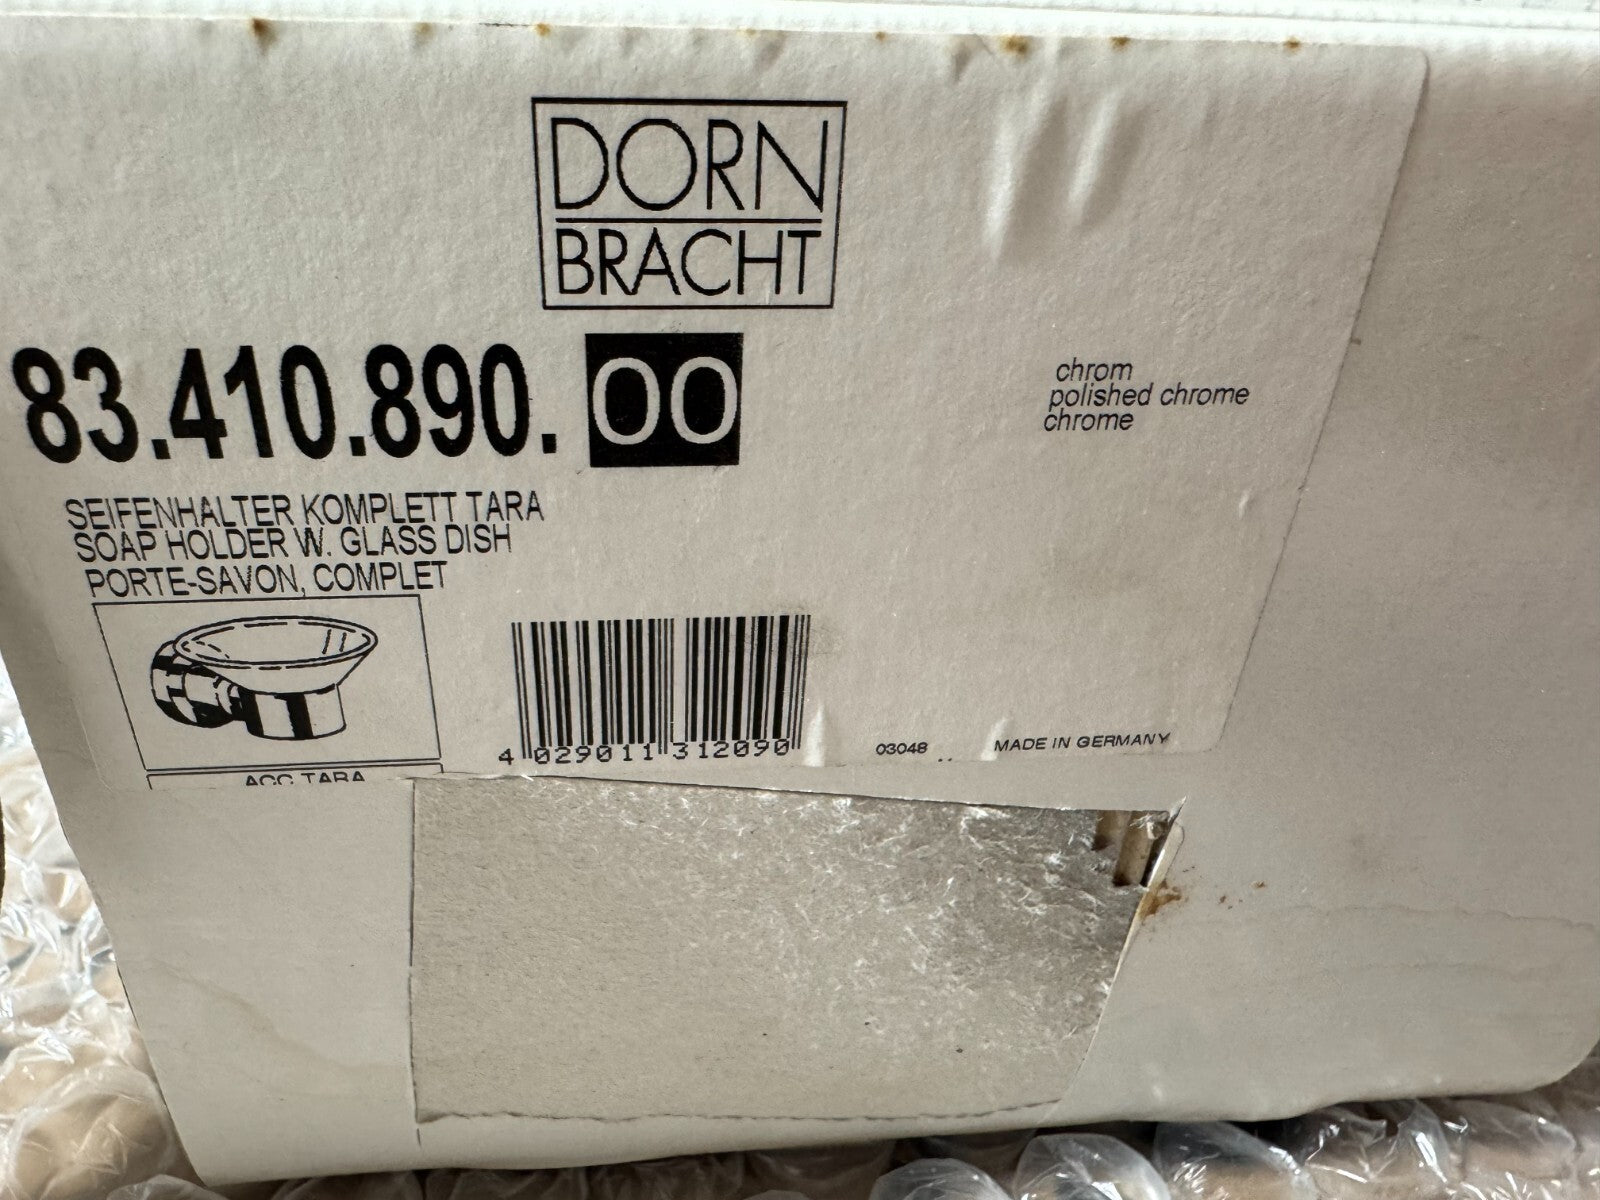 DORN
BRACHT
83.410.890.00
chrom
polished chrome
chrome
SEIFENHALTER KOMPLETT TARA
SOAP HOLDER W. GLASS DISH
PORTE-SAVON, COMPLET
4 029011 312090
03048
MADE IN GERMANY
ACC TARA